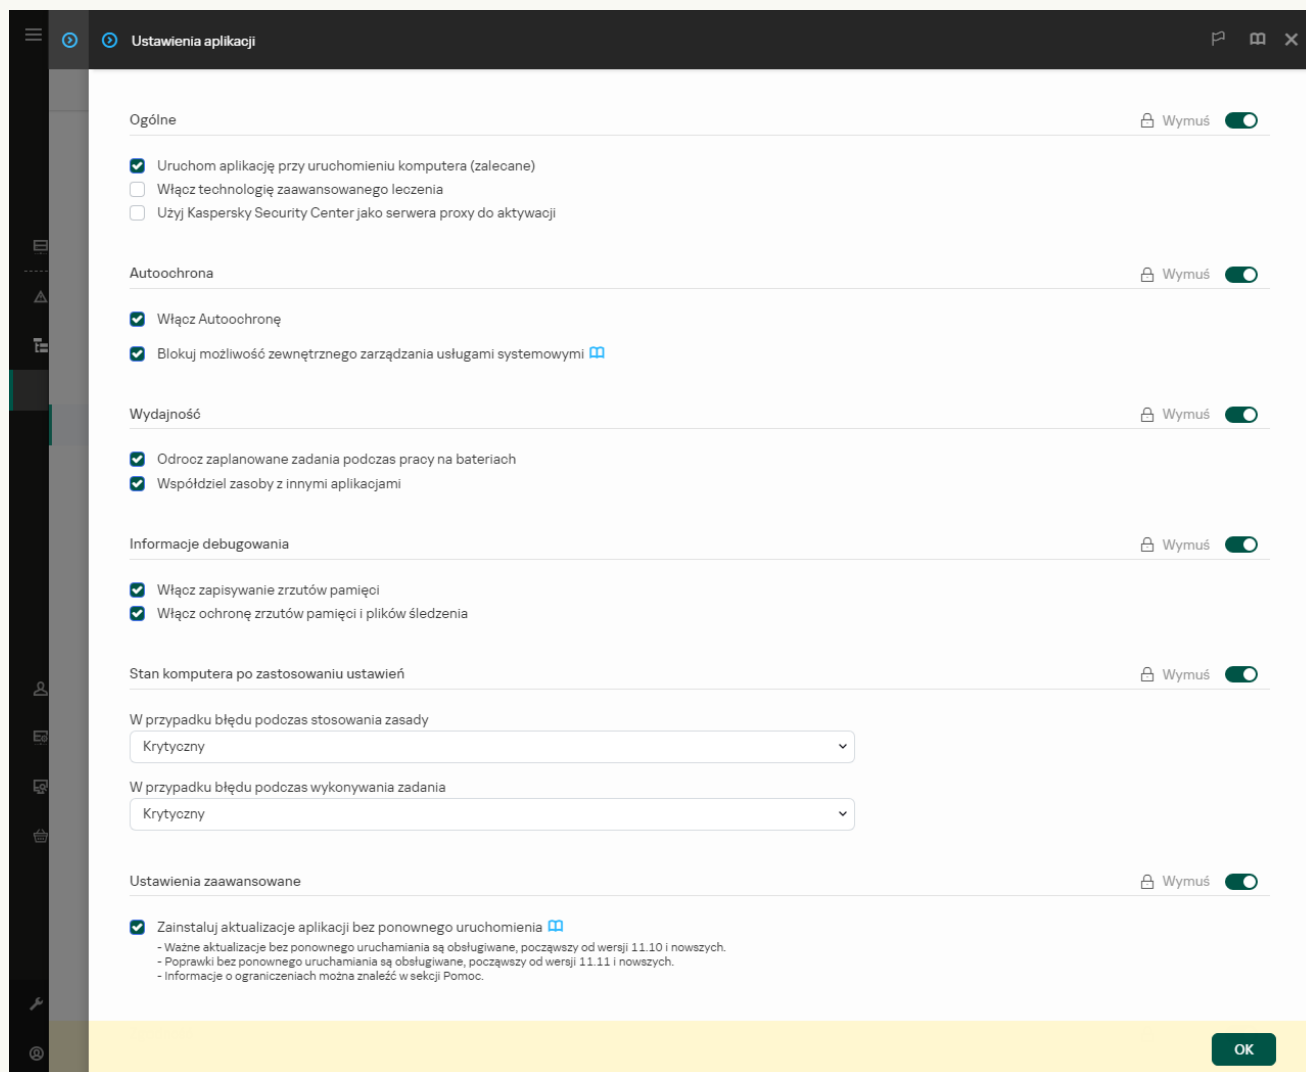 Ustawienia aplikacji
Ogólne
Wymuś
Uruchom aplikację przy uruchomieniu komputera (zalecane)
Włącz technologię zaawansowanego leczenia
Użyj Kaspersky Security Center jako serwera proxy do aktywacji
Autoochrona
Wymuś
Włącz Autoochronę
Blokuj możliwość zewnętrznego zarządzania usługami systemowymi
Wydajność
Wymuś
Odrocz zaplanowane zadania podczas pracy na bateriach
Współdziel zasoby z innymi aplikacjami
Informacje debugowania
Wymuś
Włącz zapisywanie zrzutów pamięci
Włącz ochronę zrzutów pamięci i plików śledzenia
Stan komputera po zastosowaniu ustawień
Wymuś
W przypadku błędu podczas stosowania zasady
Krytyczny
W przypadku błędu podczas wykonywania zadania
Krytyczny
Ustawienia zaawansowane
Wymuś
Zainstaluj aktualizacje aplikacji bez ponownego uruchomienia
- Ważne aktualizacje bez ponownego uruchamiania są obsługiwane, począwszy od wersji 11.10 i nowszych.
- Poprawki bez ponownego uruchamiania są obsługiwane, począwszy od wersji 11.11 i nowszych.
- Informacje o ograniczeniach można znaleźć w sekcji Pomoc.
OK